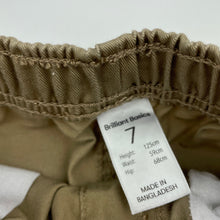 Brilliant Basics
7
Height: 125cm
Waist: 59cm
Hip: 68cm
MADE IN
BANGLADESH